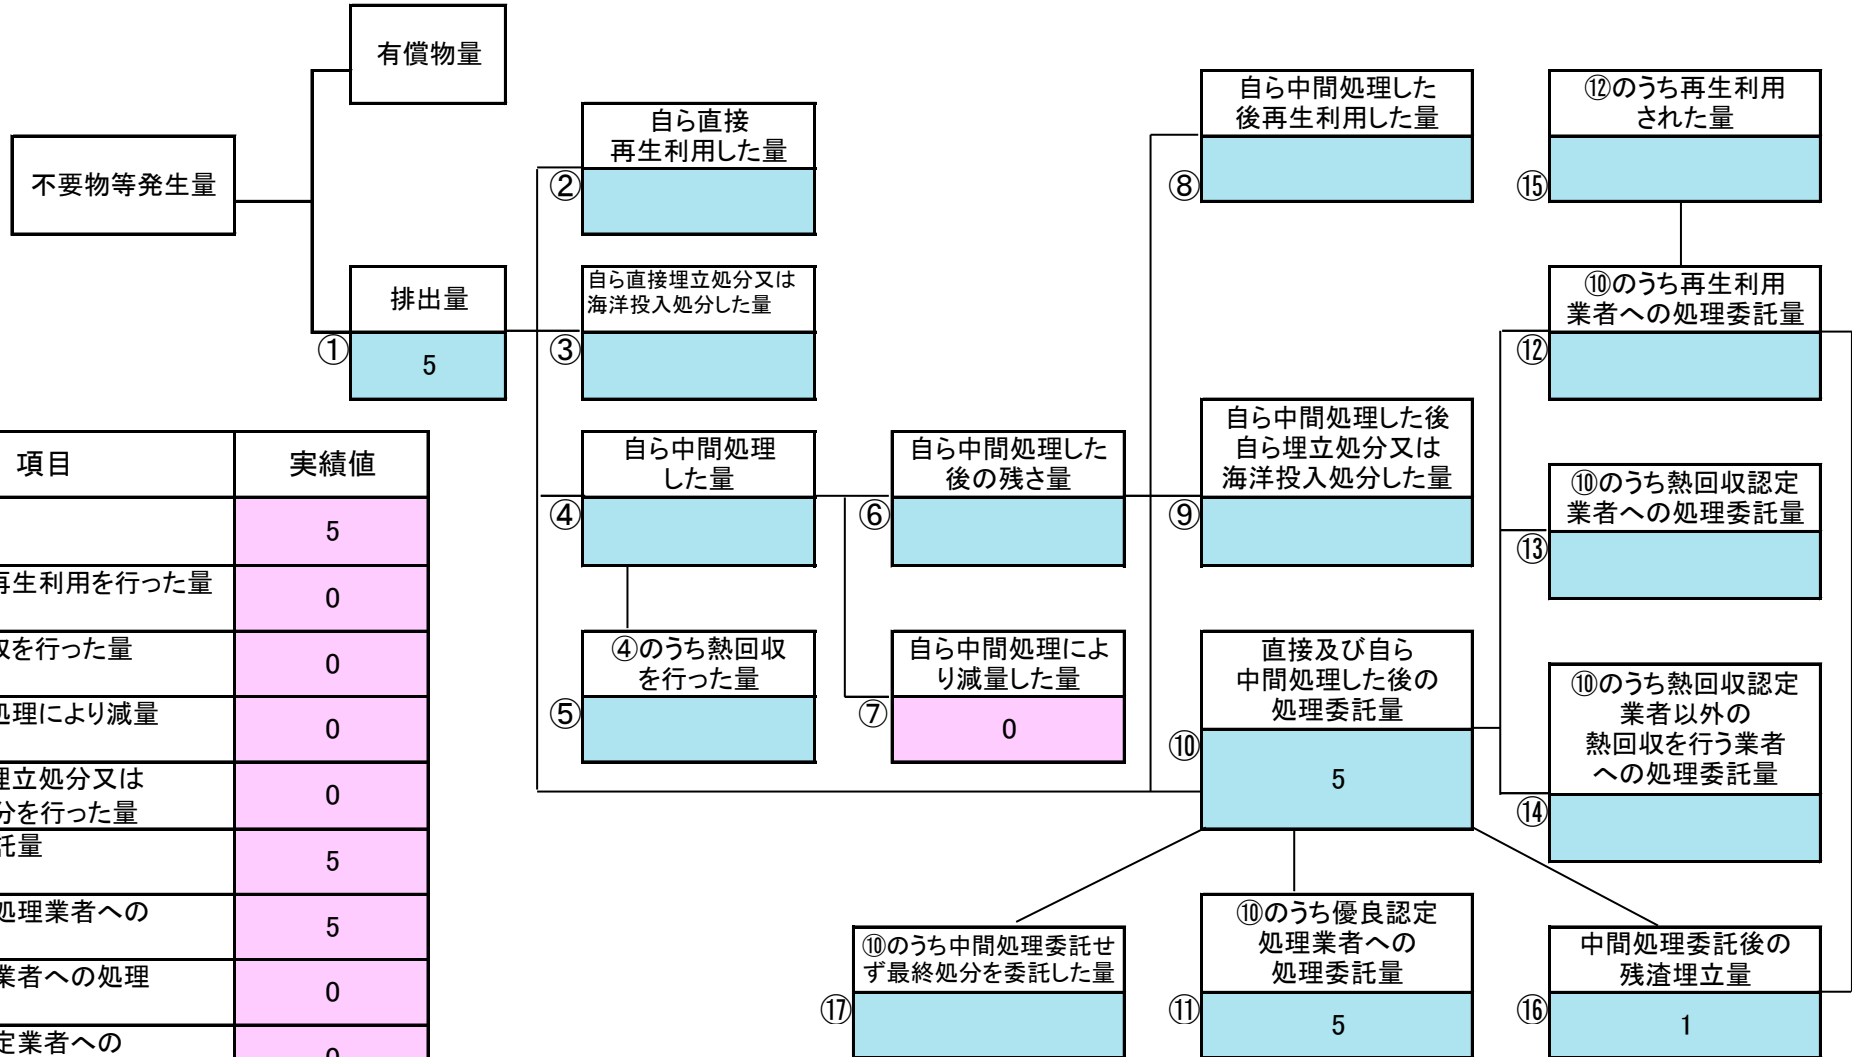 有償物量
不要物等発生量
排出量
①
5
自ら直接
再生利用した量
②
自ら直接埋立処分又は
海洋投入処分した量
③
自ら中間処理
した量
④
④のうち熱回収
を行った量
⑤
自ら中間処理した
後の残さ量
⑥
自ら中間処理によ
り減量した量
⑦
0
自ら中間処理した
後再生利用した量
⑧
自ら中間処理した後
自ら埋立処分又は
海洋投入処分した量
⑨
直接及び自ら
中間処理した後の
処理委託量
⑩
5
⑫のうち再生利用
された量
⑮
⑩のうち再生利用
業者への処理委託量
⑫
⑩のうち熱回収認定
業者への処理委託量
⑬
⑩のうち熱回収認定
業者以外の
熱回収を行う業者
への処理委託量
⑭
⑩のうち中間処理委託せ
ず最終処分を委託した量
⑰
⑩のうち優良認定
処理業者への
処理委託量
⑪
5
中間処理委託後の
残渣埋立量
⑯
1
項目 実績値
5
再生利用を行った量 0
を行った量 0
処理により減量 0
埋立処分又は
分を行った量 0
託量 5
処理業者への 5
業者への処理 0
定業者への